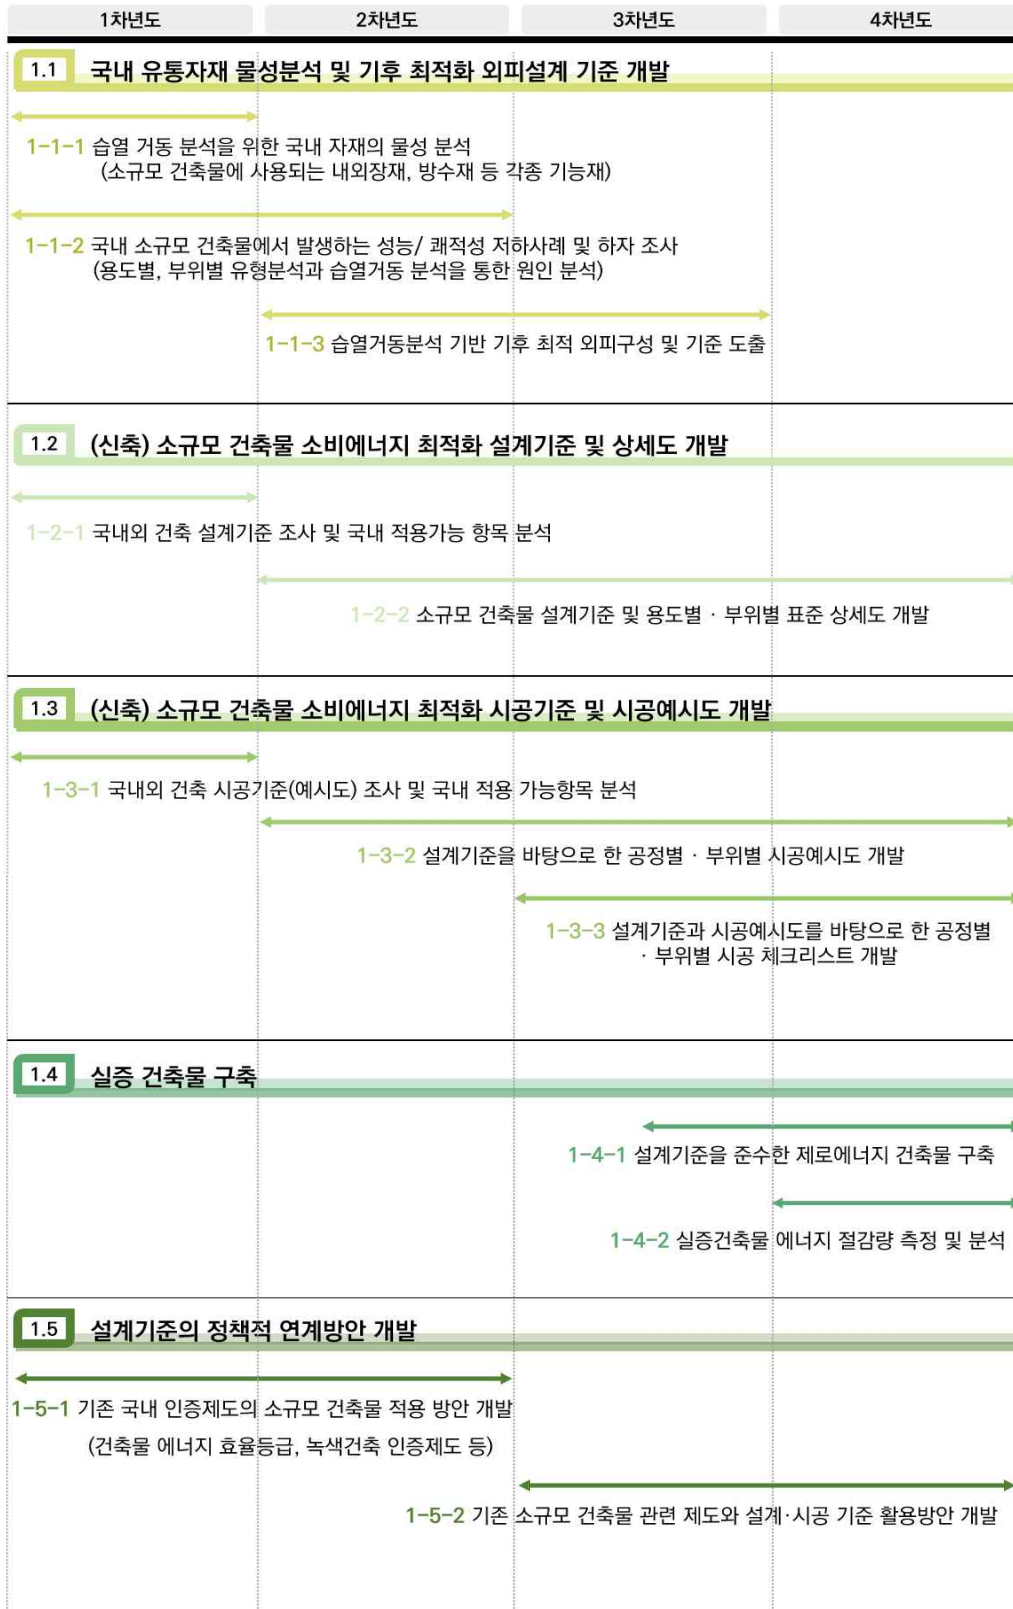 1차년도 2차년도 3차년도 4차년도
1.1 국내 유통자재 물성분석 및 기후 최적화 외피설계 기준 개발
1-1-1 습열 거동 분석을 위한 국내 자재의 물성 분석
(소규모 건축물에 사용되는 내외장재, 방수재 등 각종 기능재)
1-1-2 국내 소규모 건축물에서 발생하는 성능/ 쾌적성 저하사례 및 하자 조사
(용도별, 부위별 유형분석과 습열거동 분석을 통한 원인 분석)
1-1-3 습열거동분석 기반 기후 최적 외피구성 및 기준 도출
1.2 (신축) 소규모 건축물 소비에너지 최적화 설계기준 및 상세도 개발
1-2-1 국내외 건축 설계기준 조사 및 국내 적용가능 항목 분석
1-2-2 소규모 건축물 설계기준 및 용도별 · 부위별 표준 상세도 개발
1.3 (신축) 소규모 건축물 소비에너지 최적화 시공기준 및 시공예시도 개발
1-3-1 국내외 건축 시공기준(예시도) 조사 및 국내 적용 가능항목 분석
1-3-2 설계기준을 바탕으로 한 공정별 · 부위별 시공예시도 개발
1-3-3 설계기준과 시공예시도를 바탕으로 한 공정별
· 부위별 시공 체크리스트 개발
1.4 실증 건축물 구축
1-4-1 설계기준을 준수한 제로에너지 건축물 구축
1-4-2 실증건축물 에너지 절감량 측정 및 분석
1.5 설계기준의 정책적 연계방안 개발
1-5-1 기존 국내 인증제도의 소규모 건축물 적용 방안 개발
(건축물 에너지 효율등급, 녹색건축 인증제도 등)
1-5-2 기존 소규모 건축물 관련 제도와 설계·시공 기준 활용방안 개발